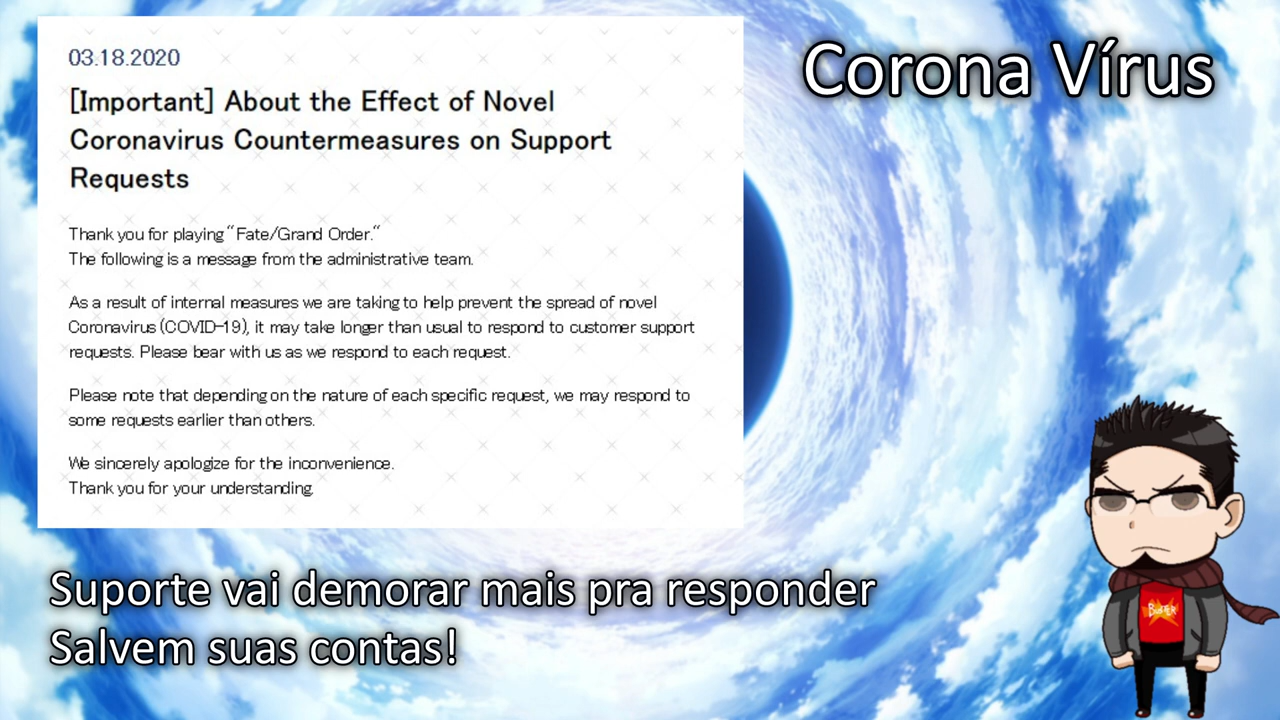 03.18.2020
Corona Vírus
[Important] About the Effect of Novel
Coronavirus Countermeasures on Support
Requests
Thank you for playing “Fate/Grand Order.“
The following is a message from the administrative team.
As a result of internal measures we are taking to help prevent the spread of novel
Coronavirus (COVID-19), it may take longer than usual to respond to customer support
requests. Please bear with us as we respond to each request.
Please note that depending on the nature of each specific request, we may respond to
some requests earlier than others.
We sincerely apologize for the inconvenience.
Thank you for your understanding.
Suporte vai demorar mais pra responder
Salvem suas contas!
BUSTER